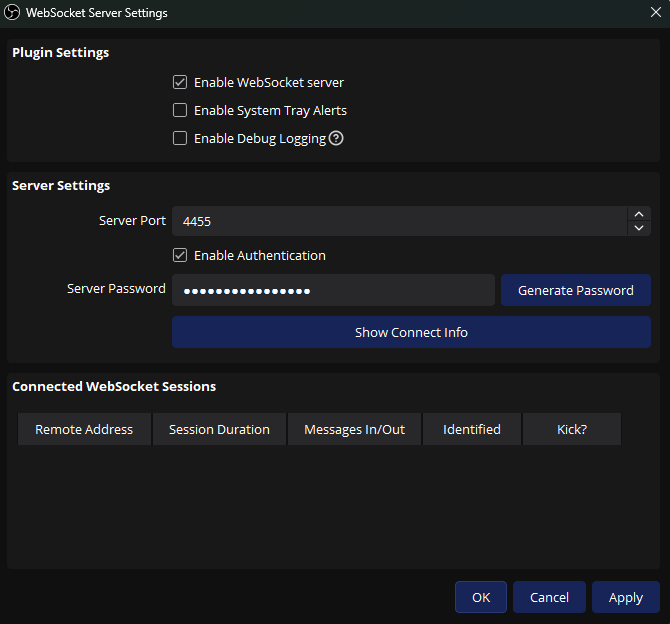 WebSocket Server Settings
Plugin Settings
Enable WebSocket server
Enable System Tray Alerts
Enable Debug Logging ?
Server Settings
Server Port 4455
Enable Authentication
Server Password ●●●●●●●●●●●●●●●● Generate Password
Show Connect Info
Connected WebSocket Sessions
Remote Address Session Duration Messages In/Out Identified Kick?
OK Cancel Apply